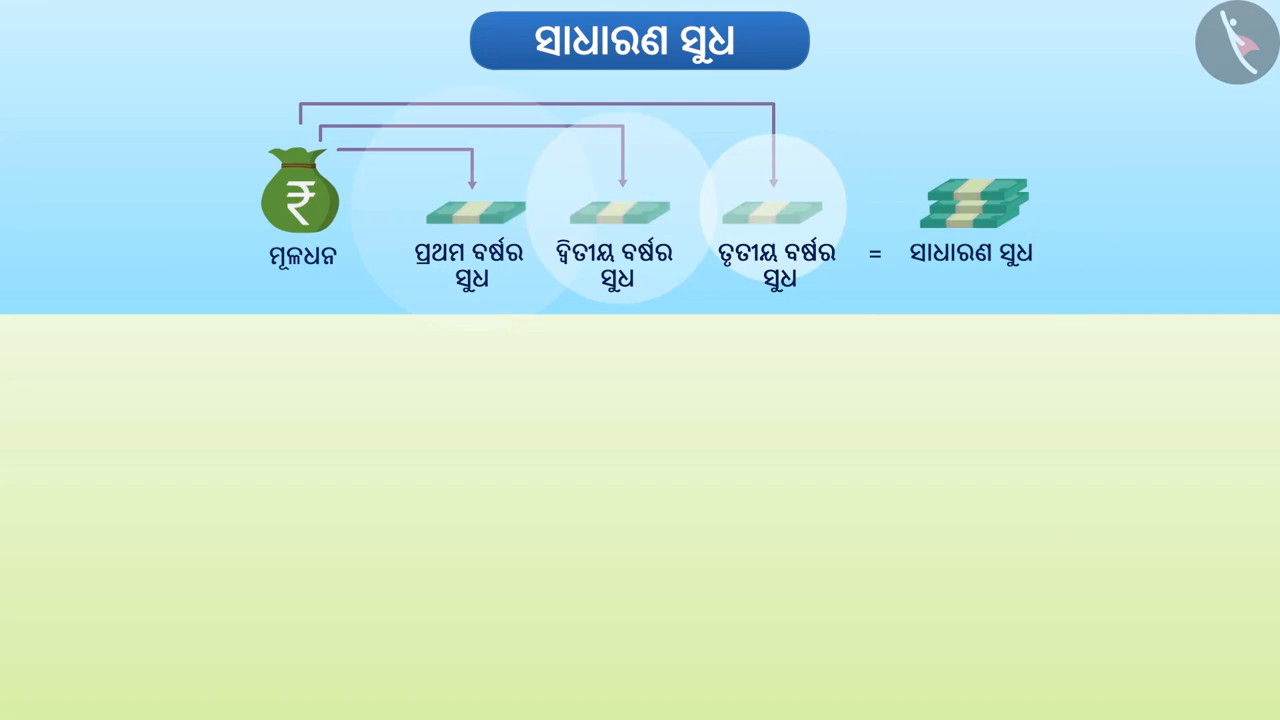 ସାଧାରଣ ସୁଧ
₹
ମୂଳଧନ
ପ୍ରଥମ ବର୍ଷର
ସୁଧ
ଦ୍ୱିତୀୟ ବର୍ଷର
ସୁଧ
ତୃତୀୟ ବର୍ଷର
ସୁଧ
=
ସାଧାରଣ ସୁଧ